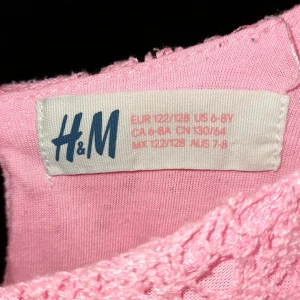 H&M
EUR 122/128 US 6-8Y
CA 6-8A CN 130/64
MX 122/128 AUS 7-8